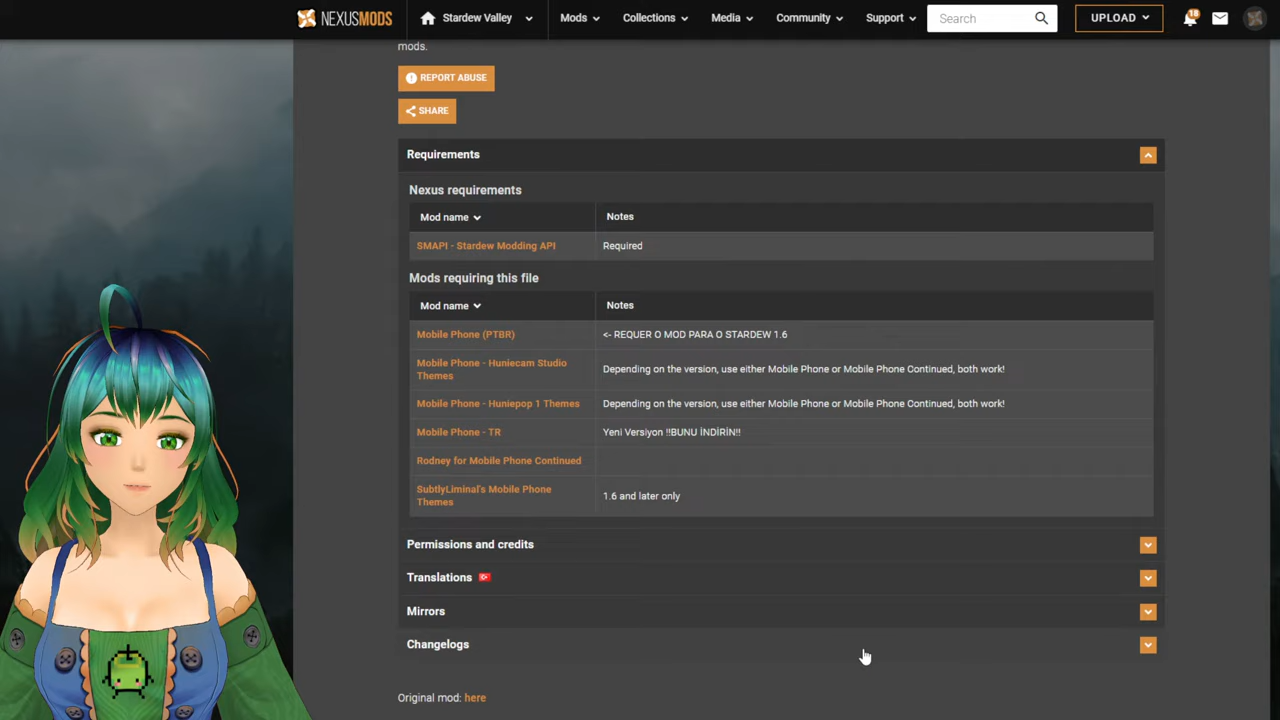 NEXUSMODS Stardew Valley Mods Collections Media Community Support Search UPLOAD 18
mods.
REPORT ABUSE
SHARE
Requirements
Nexus requirements
Mod name Notes
SMAPI - Stardew Modding API Required
Mods requiring this file
Mod name Notes
Mobile Phone (PTBR) <- REQUER O MOD PARA O STARDEW 1.6
Mobile Phone - Huniecam Studio
Themes
Depending on the version, use either Mobile Phone or Mobile Phone Continued, both work!
Mobile Phone - Huniepop 1 Themes Depending on the version, use either Mobile Phone or Mobile Phone Continued, both work!
Mobile Phone - TR Yeni Versiyon !!BUNU İNDİRİN!!
Rodney for Mobile Phone Continued
SubtlyLiminal's Mobile Phone
Themes
1.6 and later only
Permissions and credits
Translations
Mirrors
Changelogs
Original mod: here